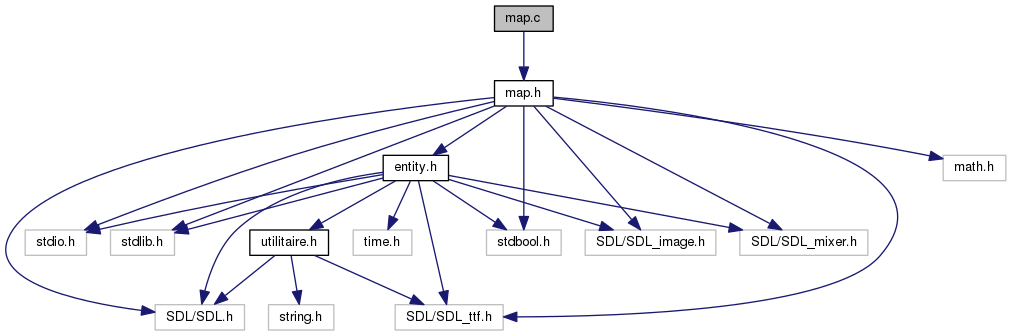 map.c
map.h
entity.h
math.h
stdio.h
stdlib.h
utilitaire.h
time.h
stdbool.h
SDL/SDL_image.h
SDL/SDL_mixer.h
SDL/SDL.h
string.h
SDL/SDL_ttf.h